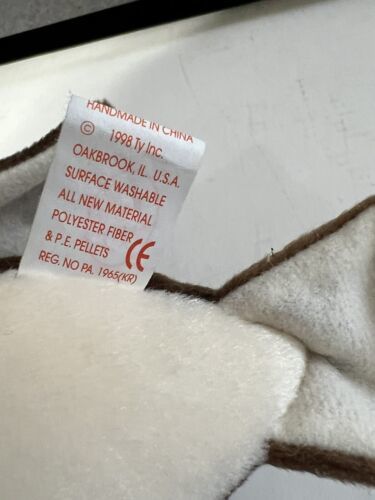 HANDMADE IN CHINA
© 1998 Ty Inc.
OAKBROOK, IL. U.S.A.
SURFACE WASHABLE
ALL NEW MATERIAL
POLYESTER FIBER
& P.E. PELLETS CE
REG. NO PA. 1965(KR)